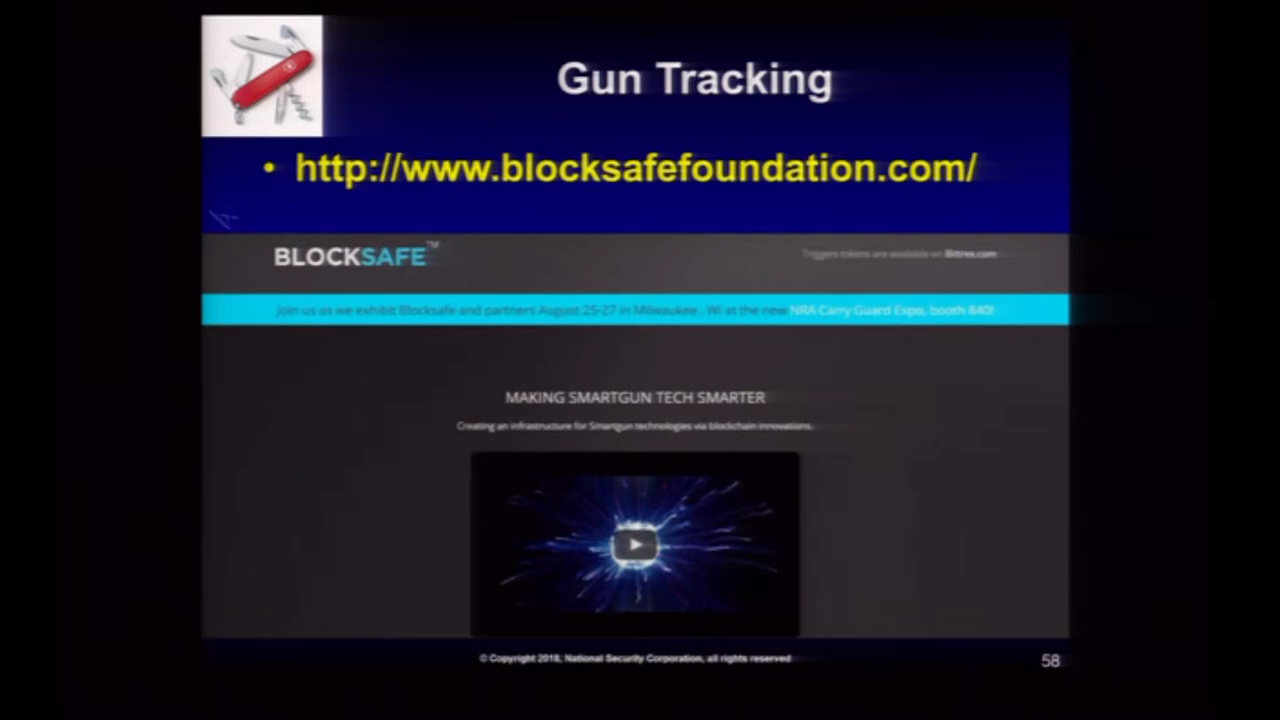 Gun Tracking
• http://www.blocksafefoundation.com/
BLOCKSAFE™
Triggers tokens are available on Bittrex.com
Join us as we exhibit Blocksafe and partners August 25-27 in Milwaukee , WI at the new NRA Carry Guard Expo, booth 840!
MAKING SMARTGUN TECH SMARTER
Creating an infrastructure for Smartgun technologies via blockchain innovations.
© Copyright 2018, National Security Corporation, all rights reserved
58